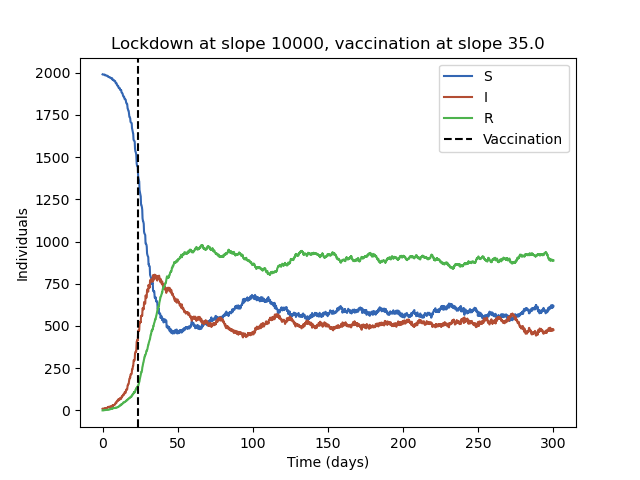 Lockdown at slope 10000, vaccination at slope 35.0
2000
1750
1500
1250
1000
750
500
250
0
Individuals
S
I
R
Vaccination
0 50 100 150 200 250 300
Time (days)